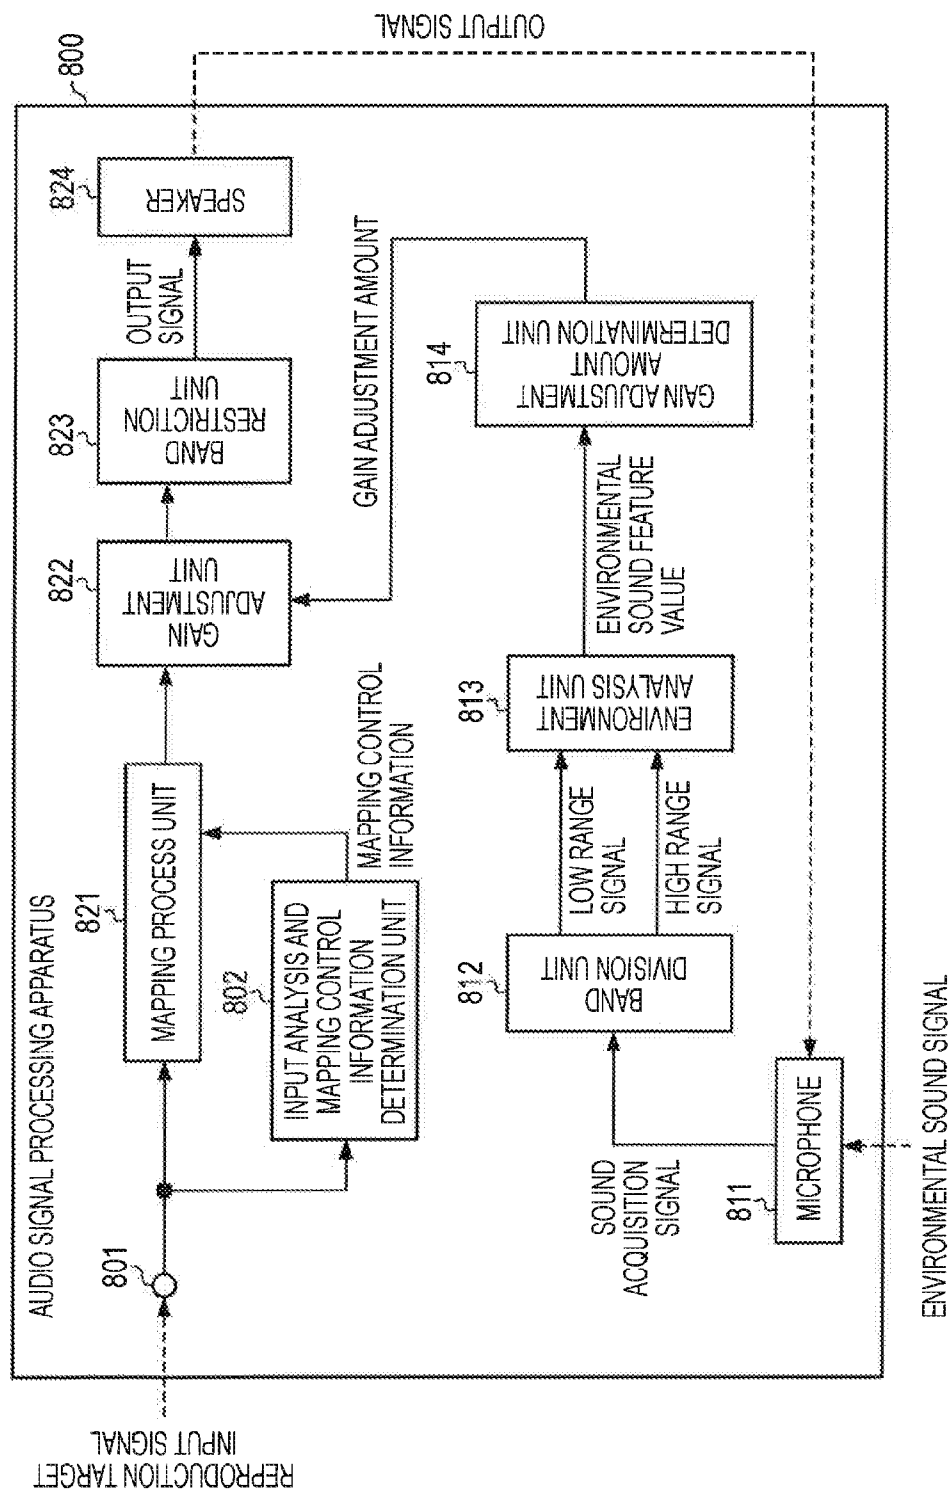 AUDIO SIGNAL PROCESSING APPARATUS
800
REPRODUCTION TARGET
INPUT SIGNAL
801
821
MAPPING PROCESS UNIT
802
INPUT ANALYSIS AND
MAPPING CONTROL
INFORMATION
DETERMINATION UNIT
MAPPING CONTROL
INFORMATION
822
GAIN
ADJUSTMENT
UNIT
823
BAND
RESTRICTION
UNIT
OUTPUT
SIGNAL
824
SPEAKER
OUTPUT SIGNAL
GAIN ADJUSTMENT AMOUNT
ENVIRONMENTAL SOUND SIGNAL
811
MICROPHONE
SOUND
ACQUISITION
SIGNAL
812
BAND
DIVISION UNIT
LOW RANGE
SIGNAL
HIGH RANGE
SIGNAL
813
ENVIRONMENT
ANALYSIS UNIT
ENVIRONMENTAL
SOUND FEATURE
VALUE
814
GAIN ADJUSTMENT
AMOUNT
DETERMINATION UNIT